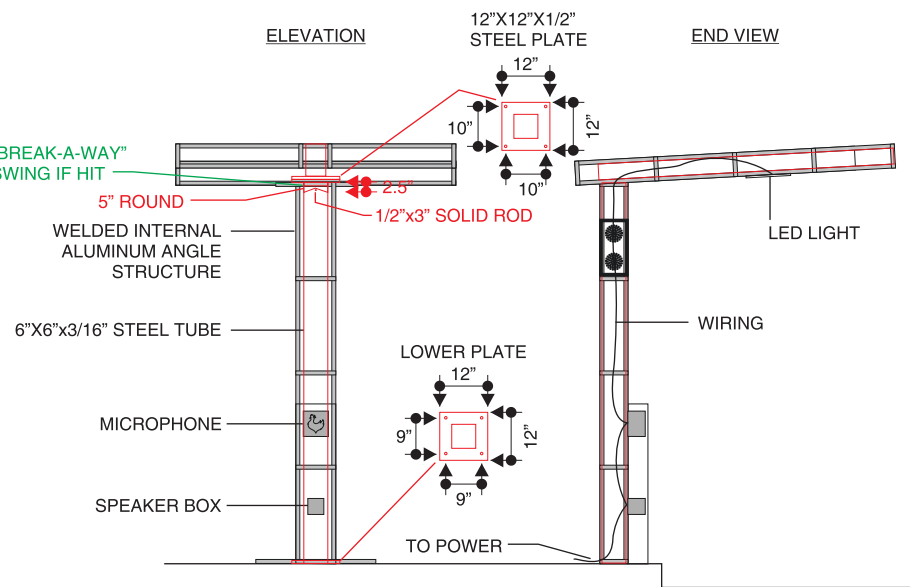 ELEVATION
12”X12”X1/2”
STEEL PLATE
END VIEW
12”
10”
12”
10”
BREAK-A-WAY”
SWING IF HIT
2.5”
5” ROUND
1/2”x3” SOLID ROD
WELDED INTERNAL
ALUMINUM ANGLE
STRUCTURE
LED LIGHT
6”X6”x3/16” STEEL TUBE
WIRING
LOWER PLATE
12”
9”
12”
9”
MICROPHONE
SPEAKER BOX
TO POWER